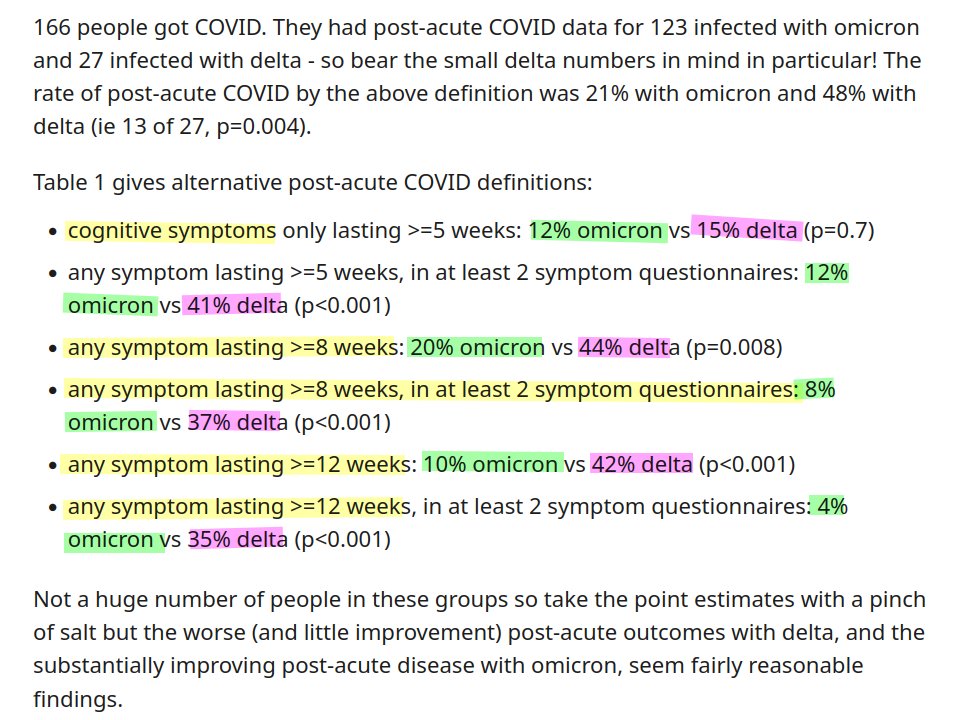 166 people got COVID. They had post-acute COVID data for 123 infected with omicron
and 27 infected with delta - so bear the small delta numbers in mind in particular! The
rate of post-acute COVID by the above definition was 21% with omicron and 48% with
delta (ie 13 of 27, p=0.004).
Table 1 gives alternative post-acute COVID definitions:
• cognitive symptoms only lasting >=5 weeks: 12% omicron vs 15% delta (p=0.7)
• any symptom lasting >=5 weeks, in at least 2 symptom questionnaires: 12%
omicron vs 41% delta (p<0.001)
• any symptom lasting >=8 weeks: 20% omicron vs 44% delta (p=0.008)
• any symptom lasting >=8 weeks, in at least 2 symptom questionnaires: 8%
omicron vs 37% delta (p<0.001)
• any symptom lasting >=12 weeks: 10% omicron vs 42% delta (p<0.001)
• any symptom lasting >=12 weeks, in at least 2 symptom questionnaires: 4%
omicron vs 35% delta (p<0.001)
Not a huge number of people in these groups so take the point estimates with a pinch
of salt but the worse (and little improvement) post-acute outcomes with delta, and the
substantially improving post-acute disease with omicron, seem fairly reasonable
findings.